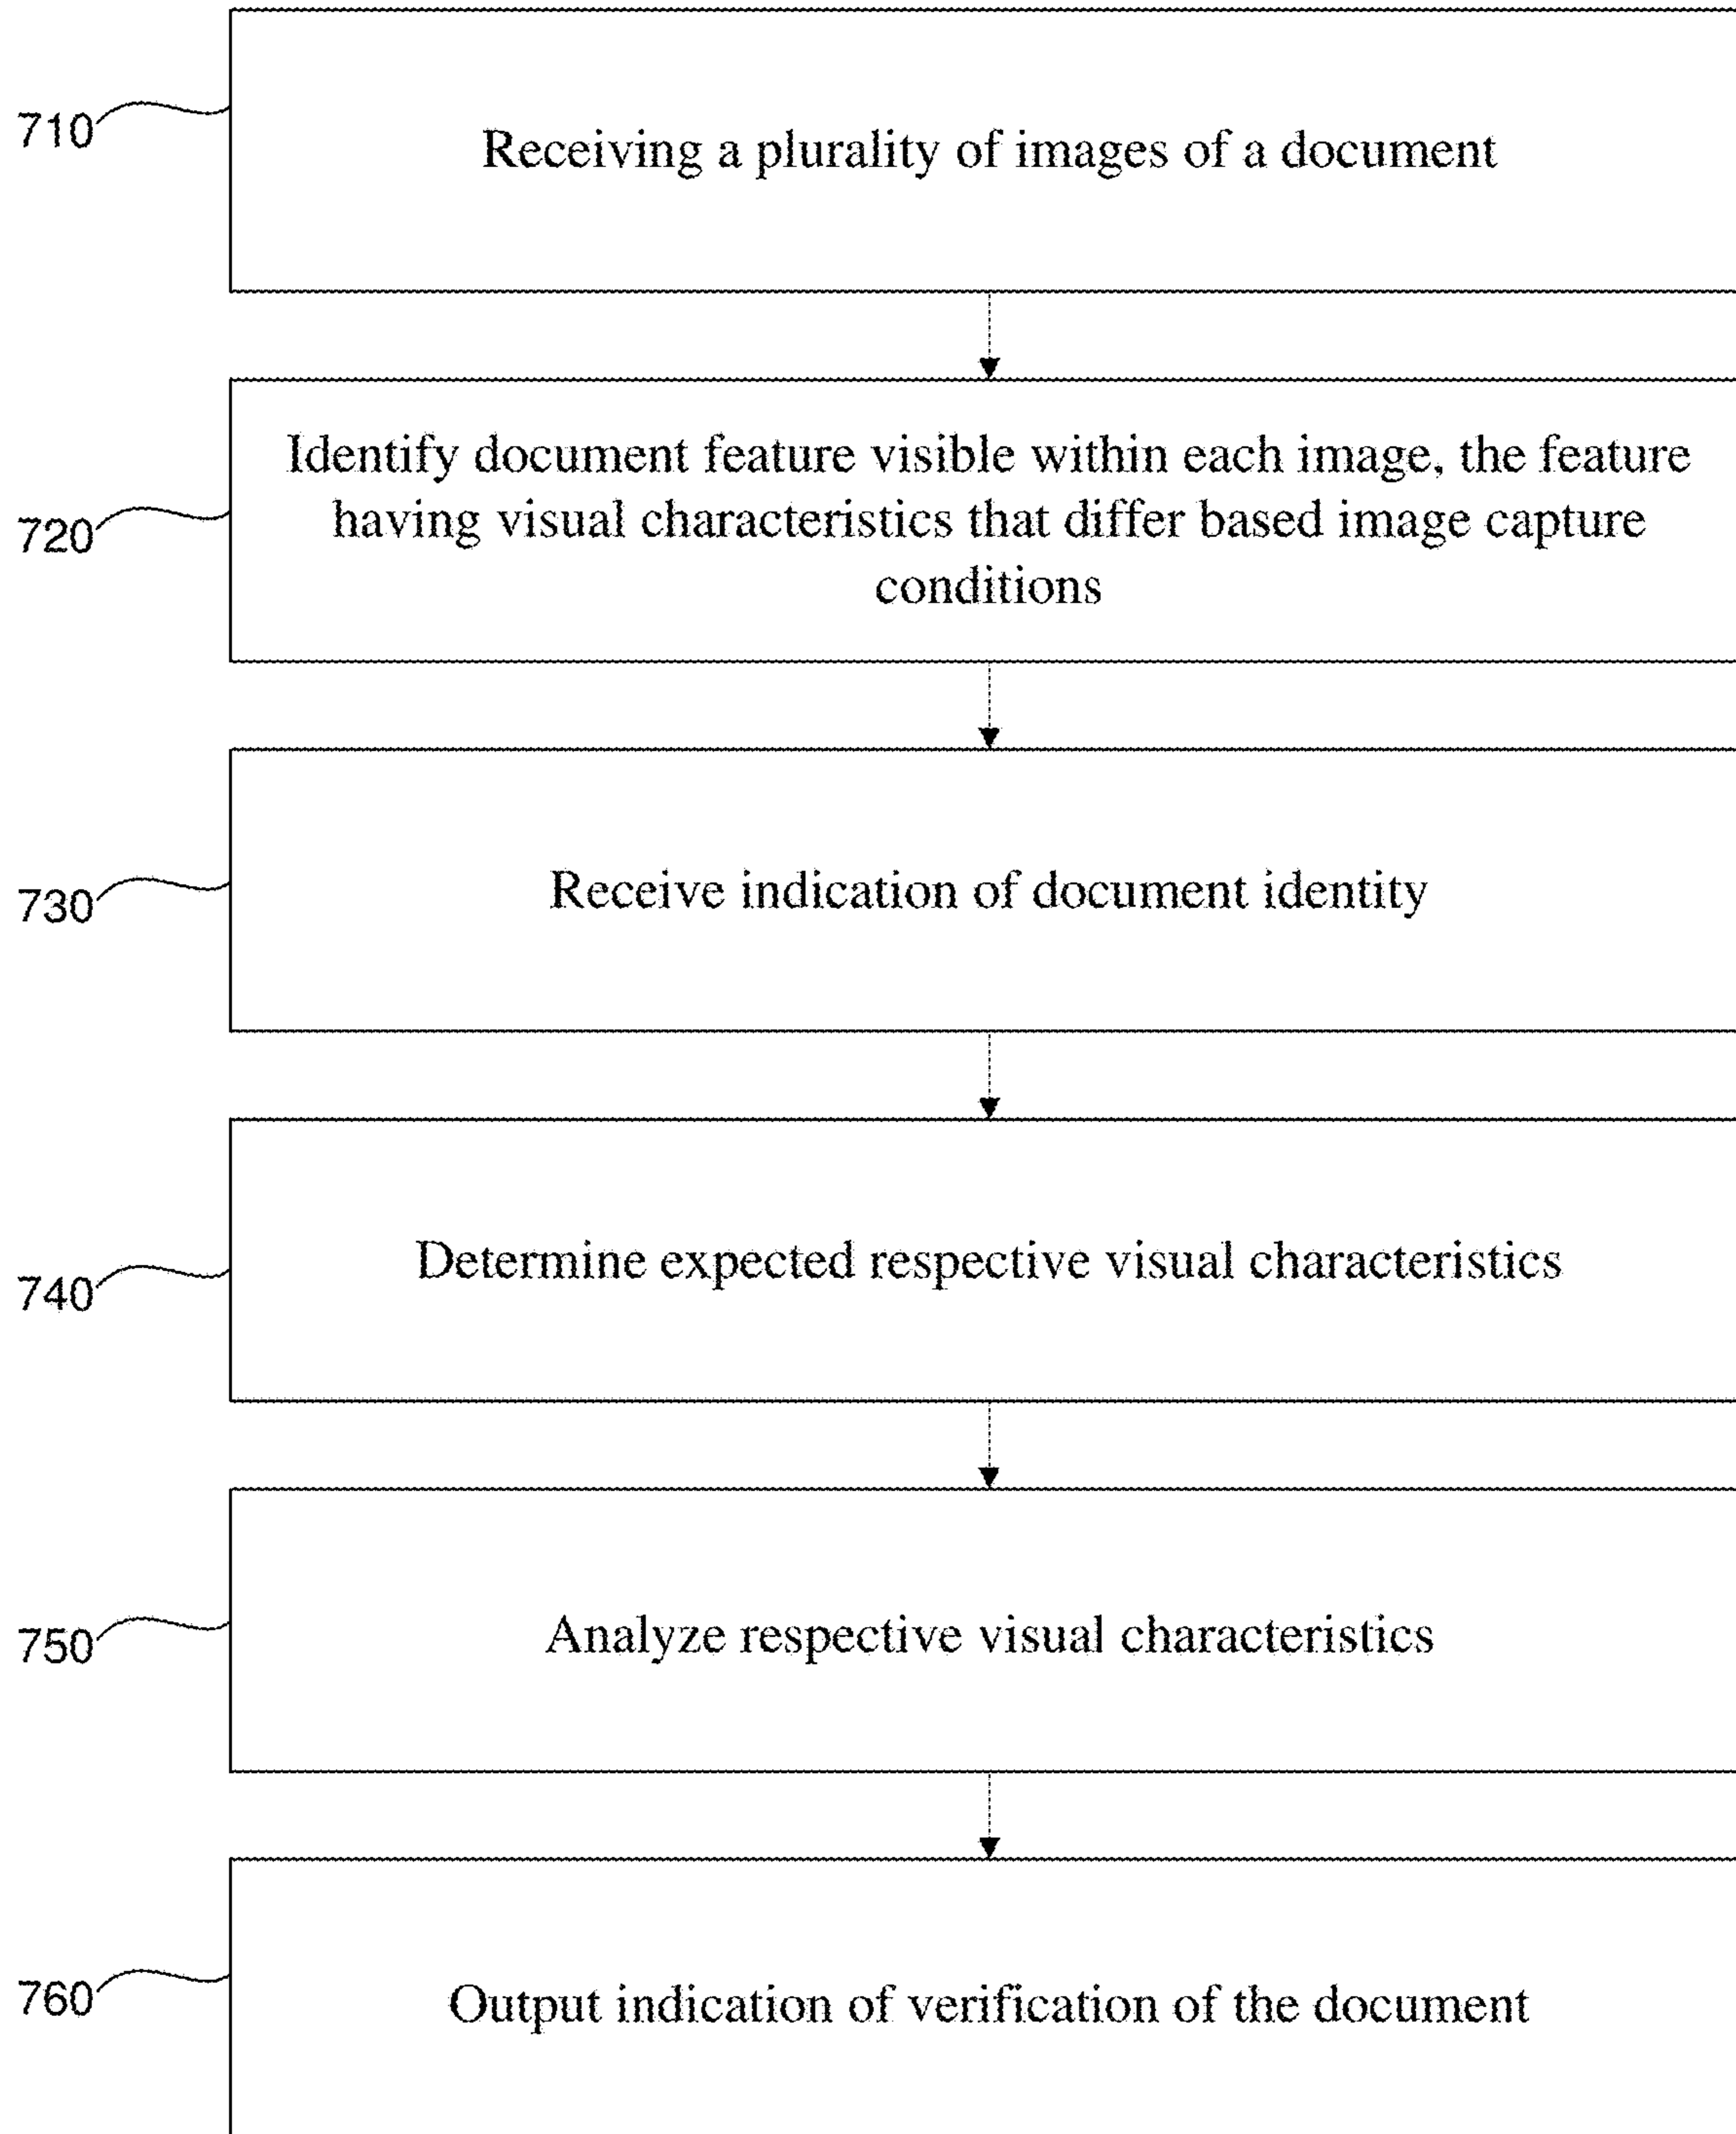 710
Receiving a plurality of images of a document
720
Identify document feature visible within each image, the feature
having visual characteristics that differ based image capture
conditions
730
Receive indication of document identity
740
Determine expected respective visual characteristics
750
Analyze respective visual characteristics
760
Output indication of verification of the document